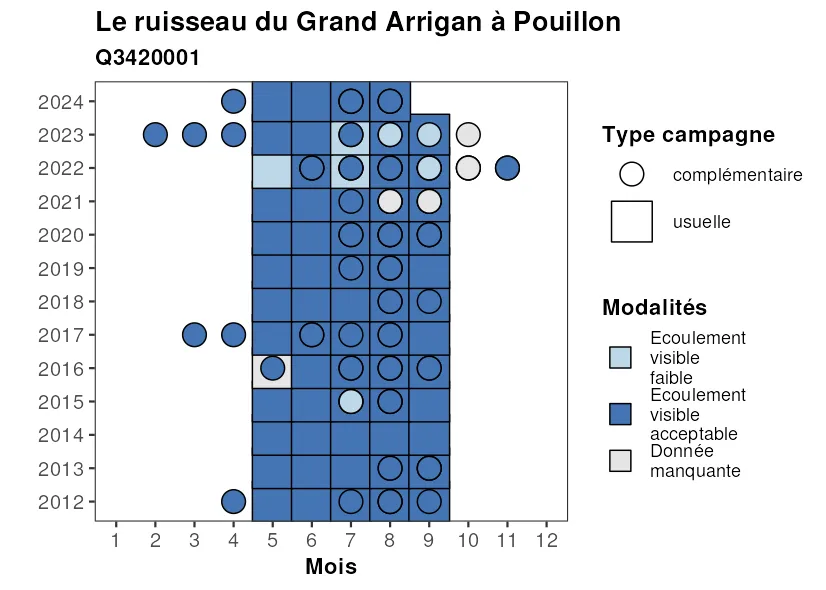 Le ruisseau du Grand Arrigan à Pouillon
Q3420001
2024
2023
2022
2021
2020
2019
2018
2017
2016
2015
2014
2013
2012
1 2 3 4 5 6 7 8 9 10 11 12
Mois
Type campagne
complémentaire
usuelle
Modalités
Ecoulement
visible
faible
Ecoulement
visible
acceptable
Donnée
manquante